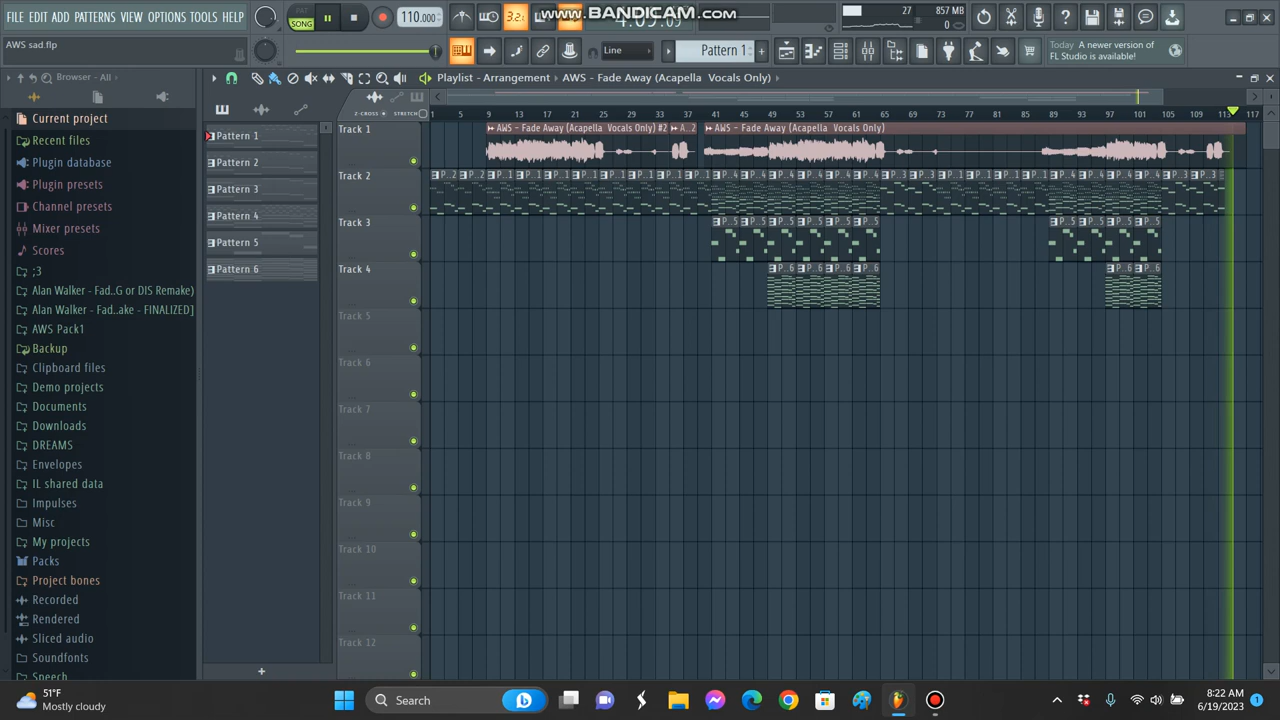 FILE EDIT ADD PATTERNS VIEW OPTIONS TOOLS HELP
PAT
SONG
110.000
3.2
www.BANDICAM.com
27
857 MB
0
AWS sad.flp
Line
Pattern 1
Today
A newer version of
FL Studio is available!
Browser - All
Playlist - Arrangement
AWS - Fade Away (Acapella Vocals Only)
Z-CROSS
STRETCH
1 5 9 13 17 21 25 29 33 37 41 45 49 53 57 61 65 69 73 77 81 85 89 93 97 101 105 109 113 117
Current project
Recent files
Plugin database
Plugin presets
Channel presets
Mixer presets
Scores
;3
Alan Walker - Fad..G or DIS Remake)
Alan Walker - Fad..ake - FINALIZED]
AWS Pack1
Backup
Clipboard files
Demo projects
Documents
Downloads
DREAMS
Envelopes
IL shared data
Impulses
Misc
My projects
Packs
Project bones
Recorded
Rendered
Sliced audio
Soundfonts
Speech
Pattern 1
Pattern 2
Pattern 3
Pattern 4
Pattern 5
Pattern 6
Track 1
AWS - Fade Away (Acapella Vocals Only) #2
A..2
AWS - Fade Away (Acapella Vocals Only)
Track 2
Track 3
Track 4
Track 5
Track 6
Track 7
Track 8
Track 9
Track 10
Track 11
Track 12
51°F
Mostly cloudy
Search
8:22 AM
6/19/2023